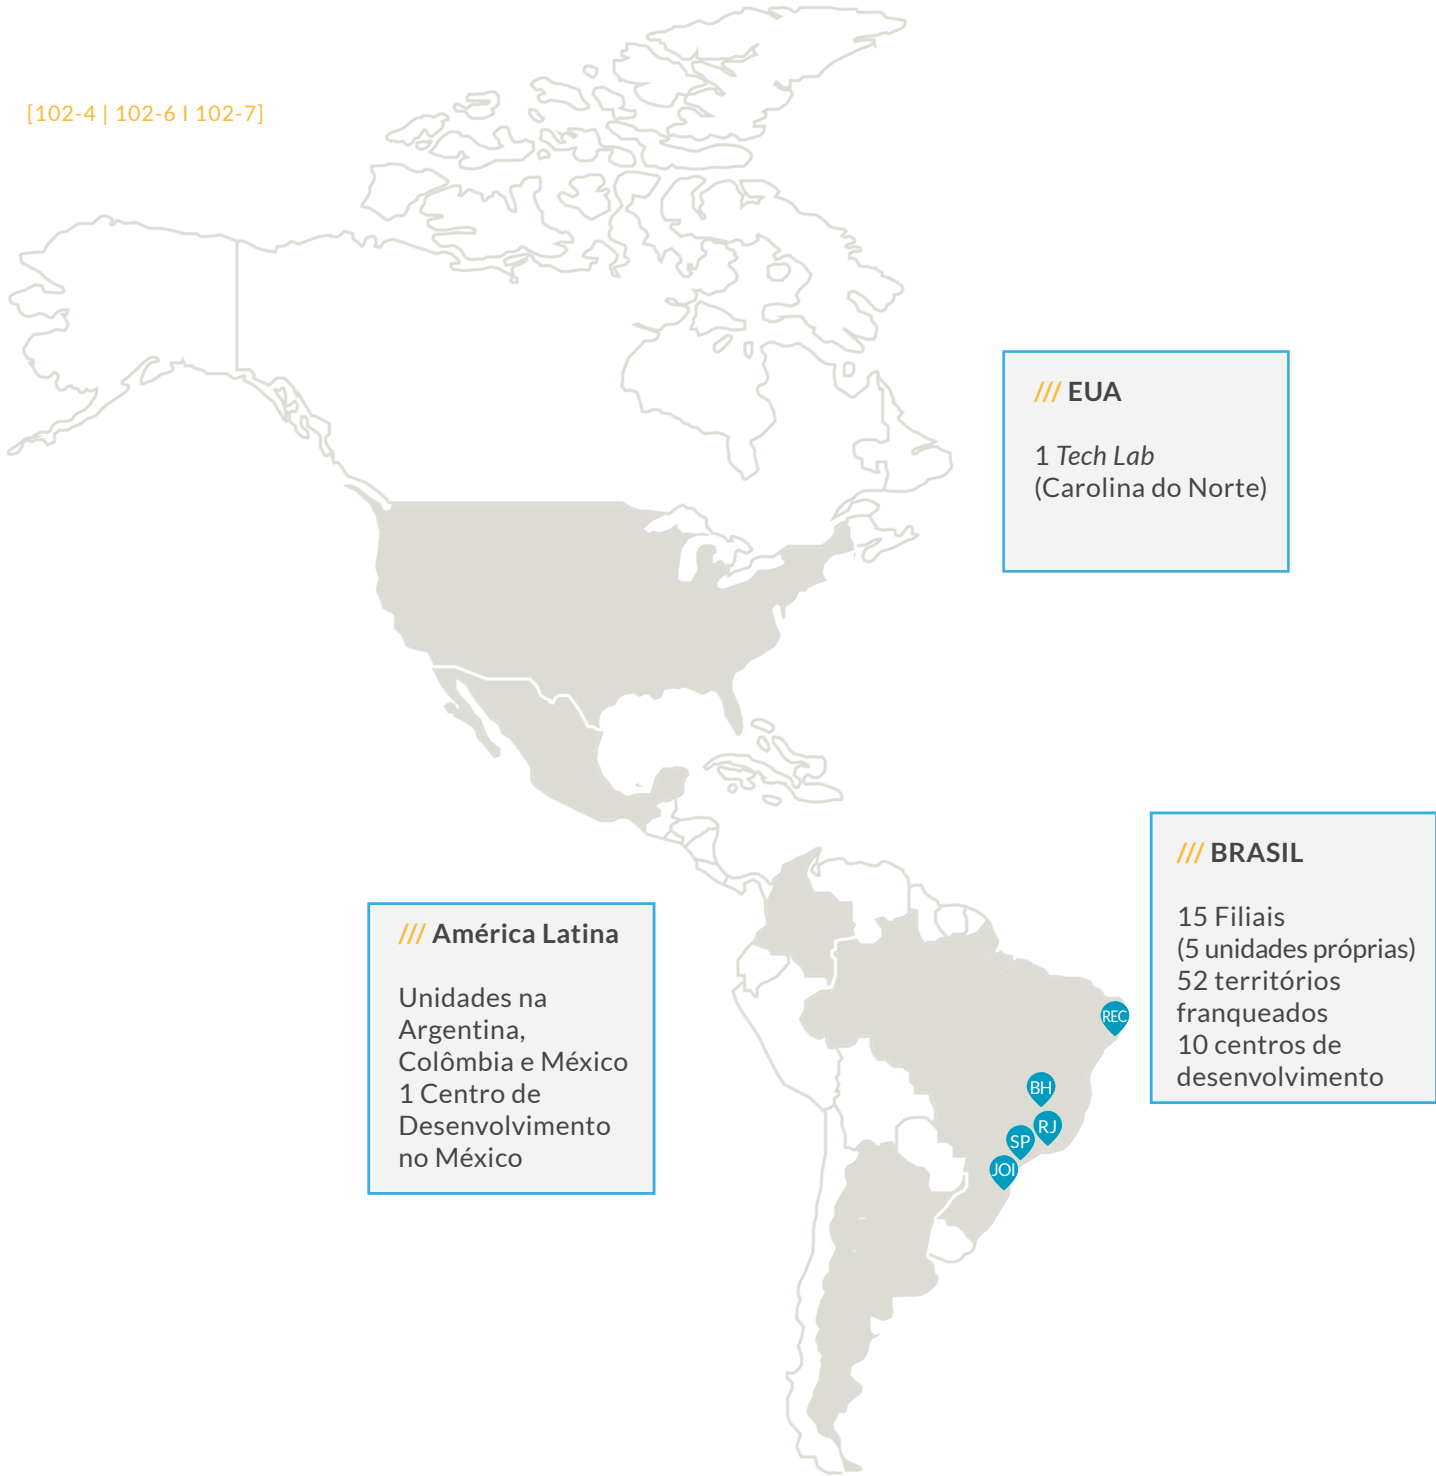 [102-4 | 102-6 I 102-7]
/// EUA
1 Tech Lab
(Carolina do Norte)
/// BRASIL
15 Filiais
(5 unidades próprias)
52 territórios
franqueados
10 centros de
desenvolvimento
/// América Latina
Unidades na
Argentina,
Colômbia e México
1 Centro de
Desenvolvimento
no México
REC
BH
RJ
SP
JOI